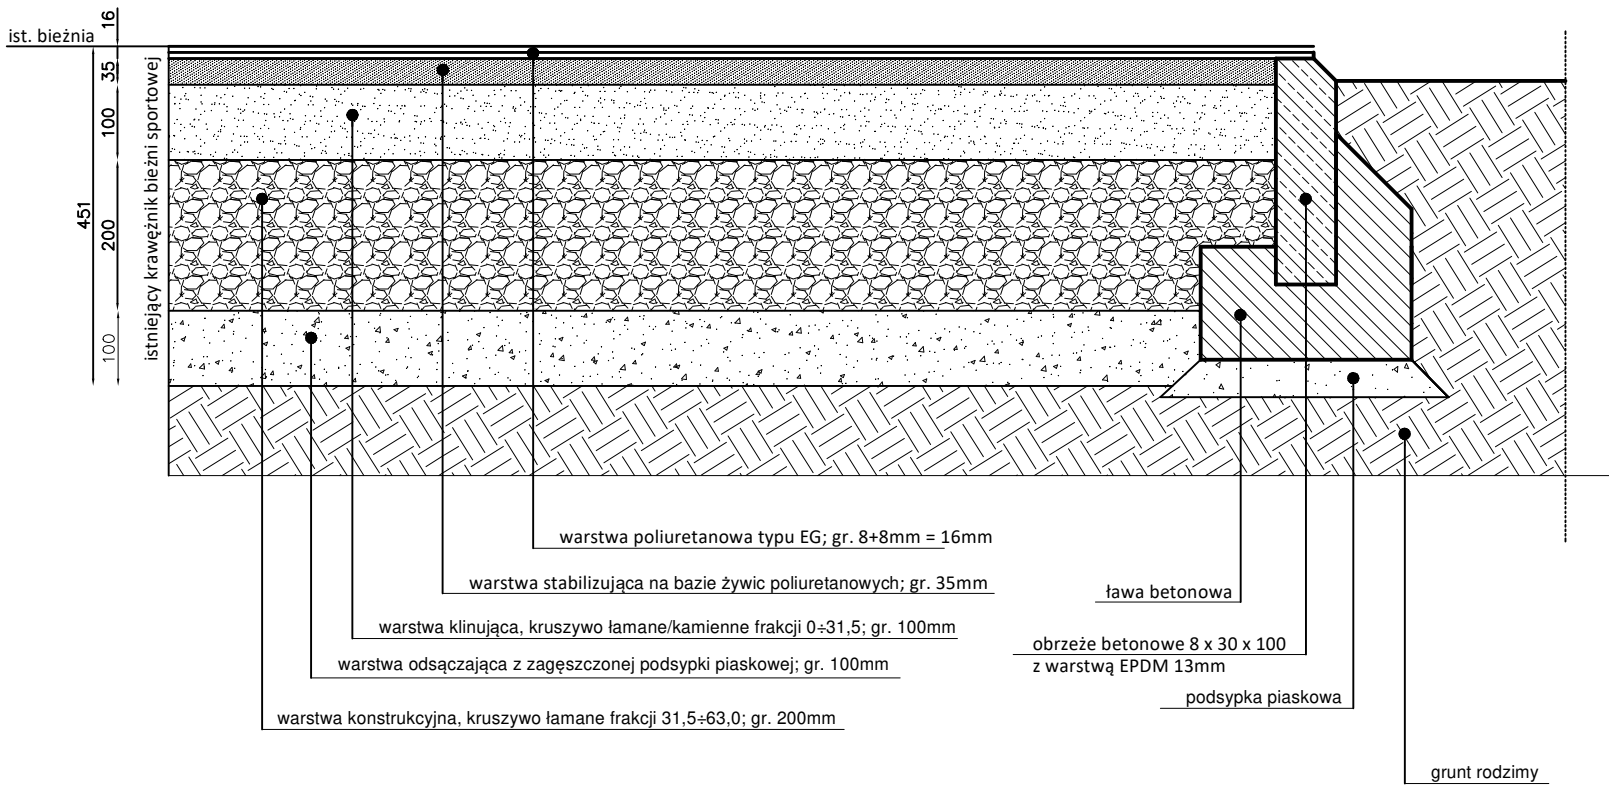 16
ist. bieżnia
35
100
451
200
100
istniejący krawężnik bieżni sportowej
warstwa poliuretanowa typu EG; gr. 8+8mm = 16mm
warstwa stabilizująca na bazie żywic poliuretanowych; gr. 35mm
ława betonowa
warstwa klinująca, kruszywo łamane/kamienne frakcji 0÷31,5; gr. 100mm
obrzeże betonowe 8 x 30 x 100
z warstwą EPDM 13mm
warstwa odsączająca z zagęszczonej podsypki piaskowej; gr. 100mm
podsypka piaskowa
warstwa konstrukcyjna, kruszywo łamane frakcji 31,5÷63,0; gr. 200mm
grunt rodzimy